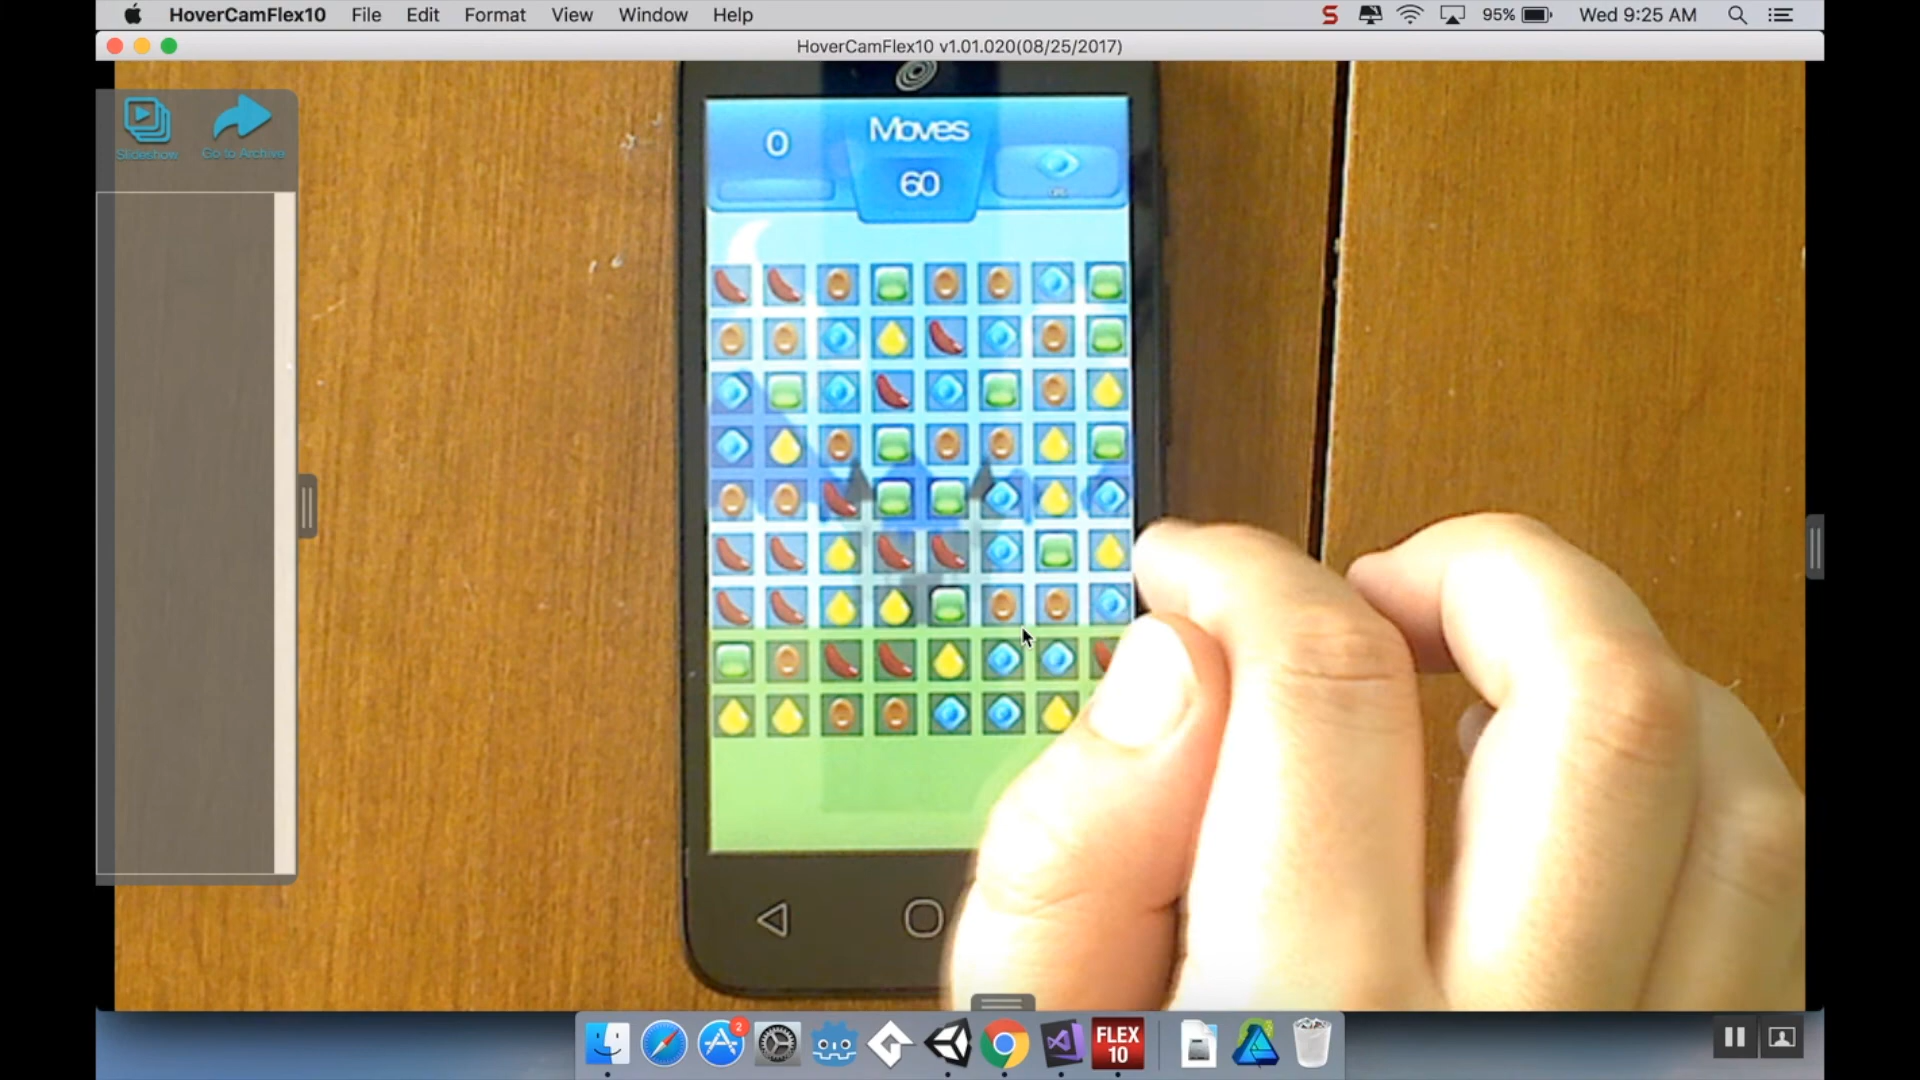 HoverCamFlex10 File Edit Format View Window Help S 95% Wed 9:25 AM
HoverCamFlex10 v1.01.020(08/25/2017)
Slideshow Go to Archive
0 Moves
60
2
FLEX
10